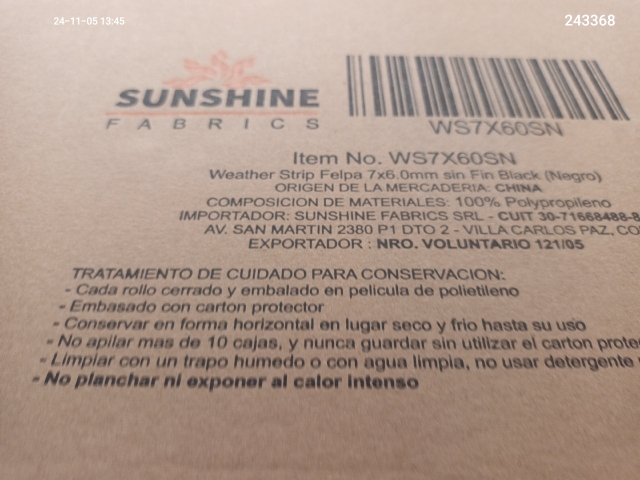 24-11-05 13:45
243368
SUNSHINE
FABRICS
WS7X60SN
Item No. WS7X60SN
Weather Strip Felpa 7x6.0mm sin Fin Black (Negro)
ORIGEN DE LA MERCADERIA: CHINA
COMPOSICION DE MATERIALES: 100% Polypropileno
IMPORTADOR: SUNSHINE FABRICS SRL - CUIT 30-71668488-
AV. SAN MARTIN 2380 P1 DTO 2 - VILLA CARLOS PAZ,
EXPORTADOR : NRO. VOLUNTARIO 121/05
TRATAMIENTO DE CUIDADO PARA CONSERVACION:
- Cada rollo cerrado y embalado en pelicula de polietileno
- Embasado con carton protector
- Conservar en forma horizontal en lugar seco y frio hasta su uso
- No apilar mas de 10 cajas, y nunca guardar sin utilizar el carton
- Limpiar con un trapo humedo o con agua limpia, no usar detergente
- No planchar ni exponer al calor intenso